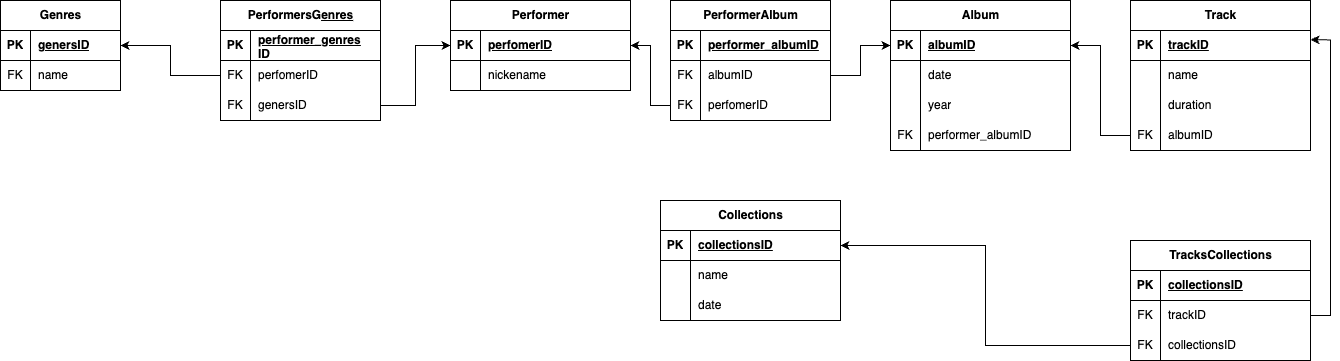 Genres
PK genersID
FK name
PerformersGenres
PK performer_genres
ID
FK perfomerID
FK genersID
Performer
PK perfomerID
nickename
PerformerAlbum
PK performer_albumID
FK albumID
FK perfomerID
Album
PK albumID
date
year
FK performer_albumID
Track
PK trackID
name
duration
FK albumID
Collections
PK collectionsID
name
date
TracksCollections
PK collectionsID
FK trackID
FK collectionsID